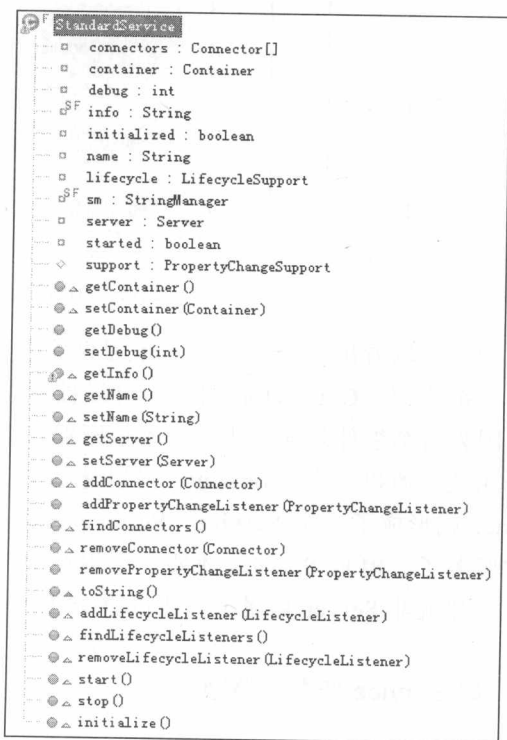 F StandardService
connectors : Connector[]
container : Container
debug : int
SF info : String
initialized : boolean
name : String
lifecycle : LifecycleSupport
SF sm : StringManager
server : Server
started : boolean
support : PropertyChangeSupport
getContainer()
setContainer(Container)
getDebug()
setDebug(int)
getInfo()
getName()
setName(String)
getServer()
setServer(Server)
addConnector(Connector)
addPropertyChangeListener(PropertyChangeListener)
findConnectors()
removeConnector(Connector)
removePropertyChangeListener(PropertyChangeListener)
toString()
addLifecycleListener(LifecycleListener)
findLifecycleListeners()
removeLifecycleListener(LifecycleListener)
start()
stop()
initialize()